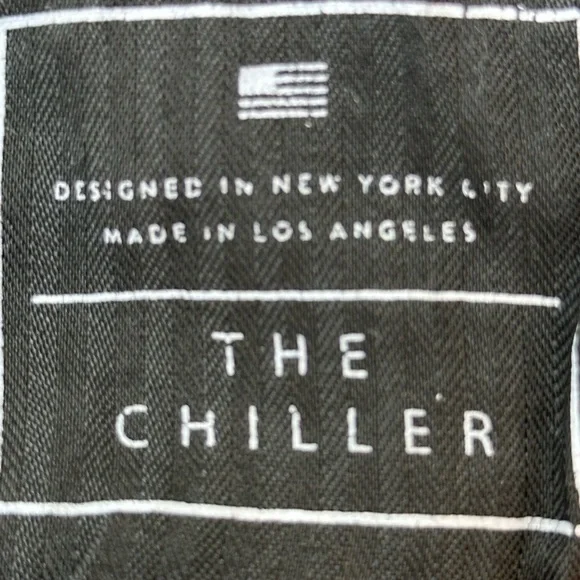 DESIGNED IN NEW YORK CITY
MADE IN LOS ANGELES
THE
CHILLER